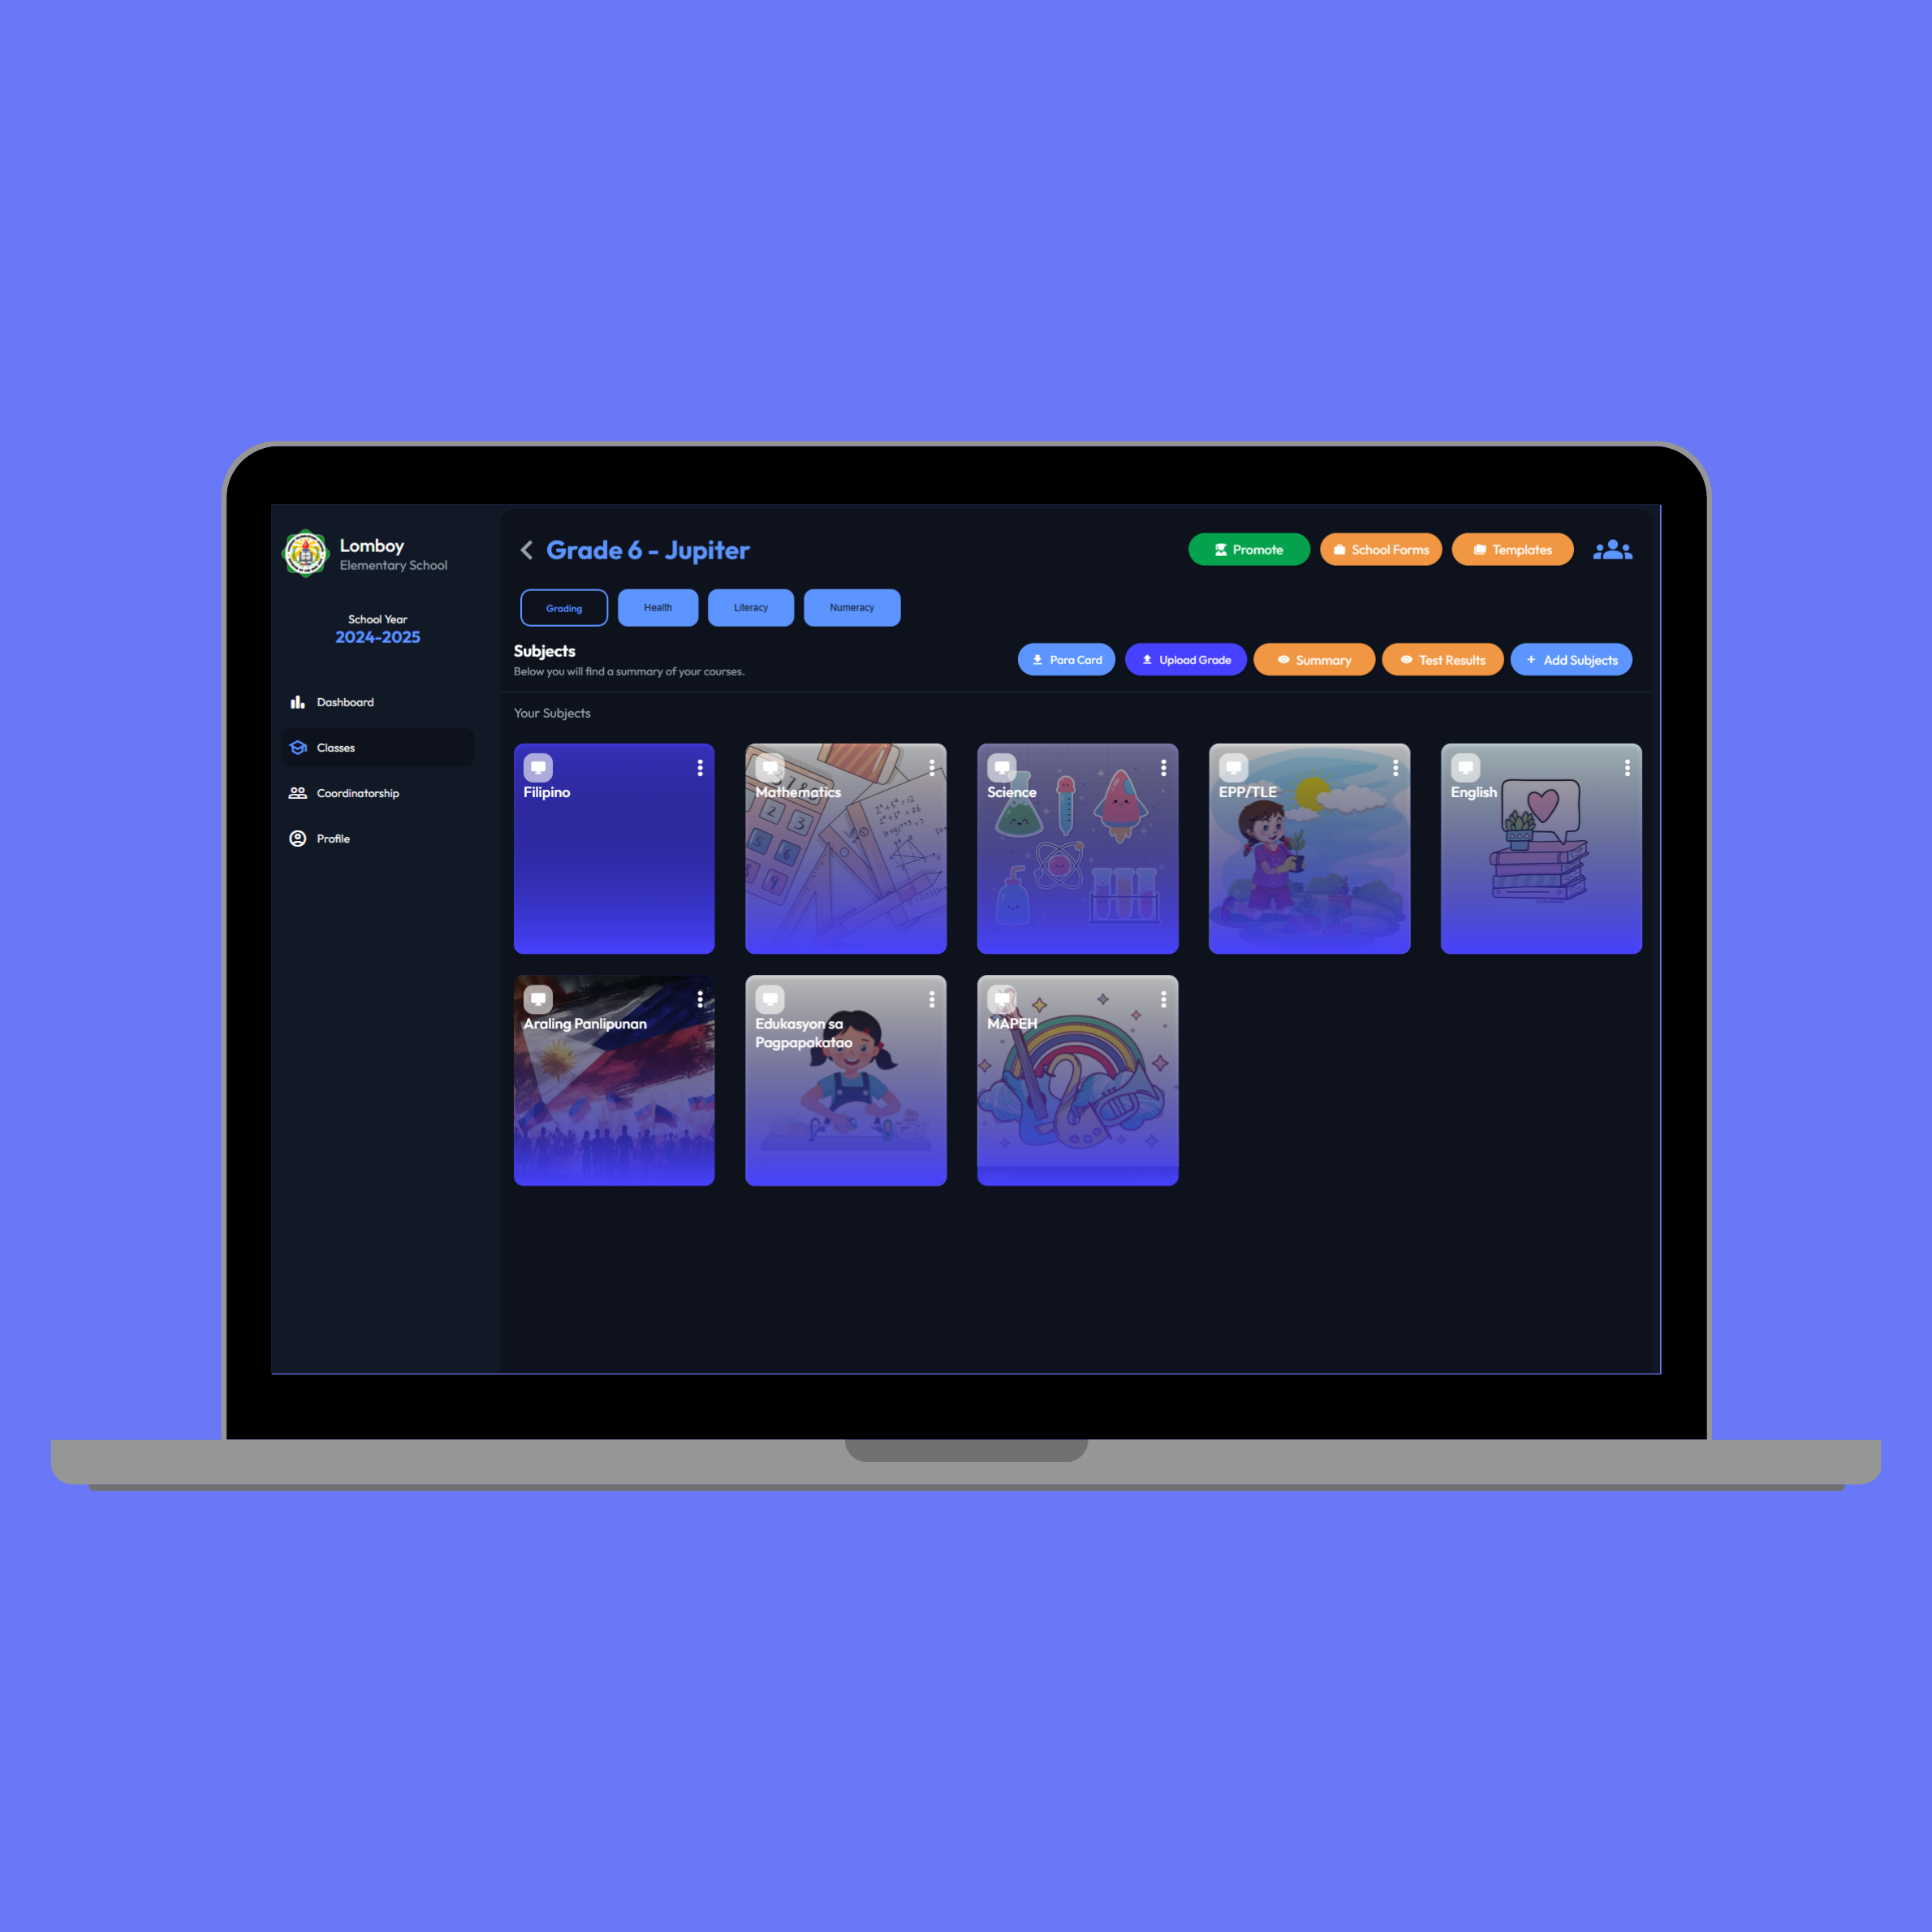 Lomboy
Elementary School
School Year
2024-2025
Dashboard
Classes
Coordinatorship
Profile
Grade 6 - Jupiter
Promote
School Forms
Templates
Grading
Health
Literacy
Numeracy
Subjects
Below you will find a summary of your courses.
Para Card
Upload Grade
Summary
Test Results
+ Add Subjects
Your Subjects
Filipino
Mathematics
Science
EPP/TLE
English
Araling Panlipunan
Edukasyon sa
Pagpapakatao
MAPEH